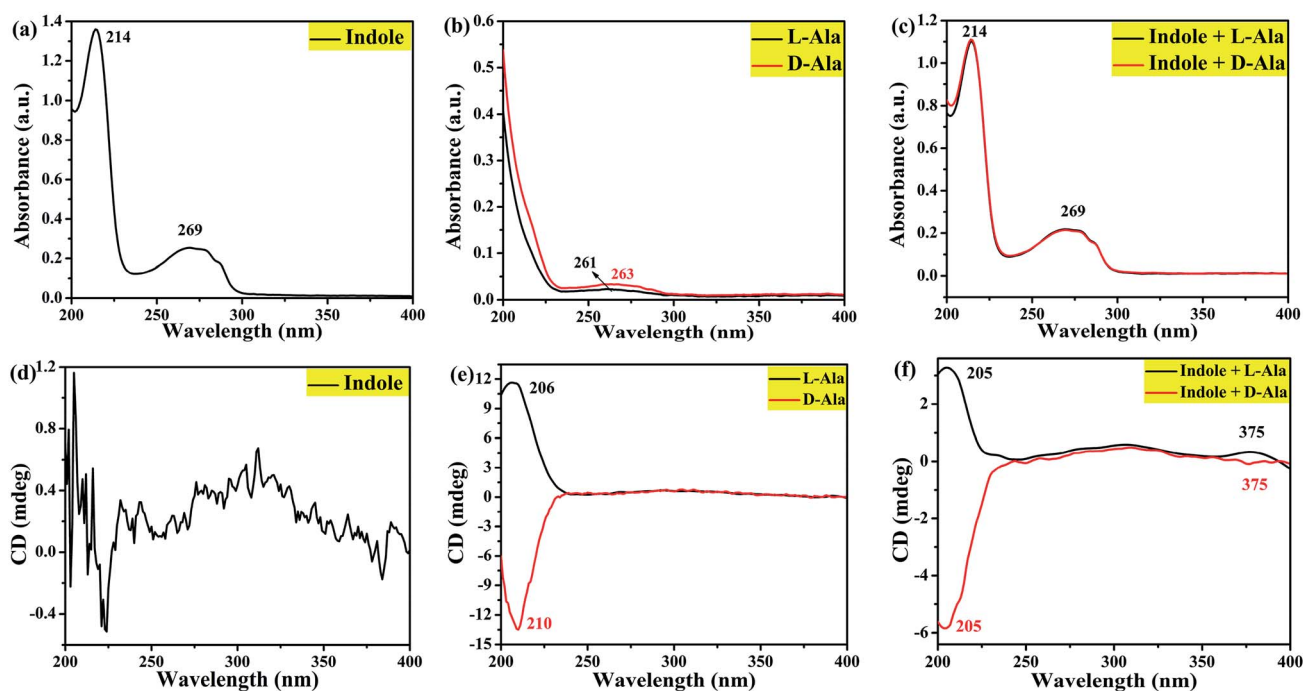 (a)
214
Indole
1.4
1.2
1.0
0.8
0.6
0.4
0.2
0.0
269
Absorbance (a.u.)
200 250 300 350 400
Wavelength (nm)
(b)
L-Ala
D-Ala
0.6
0.5
0.4
0.3
0.2
0.1
0.0
261
263
Absorbance (a.u.)
200 250 300 350 400
Wavelength (nm)
(c)
214
Indole + L-Ala
Indole + D-Ala
1.2
1.0
0.8
0.6
0.4
0.2
0.0
269
Absorbance (a.u.)
200 250 300 350 400
Wavelength (nm)
(d)
Indole
1.2
0.8
0.4
0.0
-0.4
CD (mdeg)
200 250 300 350 400
Wavelength (nm)
(e)
L-Ala
D-Ala
12
9
6
3
0
-3
-6
-9
-12
-15
206
210
CD (mdeg)
200 250 300 350 400
Wavelength (nm)
(f)
205
Indole + L-Ala
Indole + D-Ala
2
0
-2
-4
-6
375
375
205
CD (mdeg)
200 250 300 350 400
Wavelength (nm)